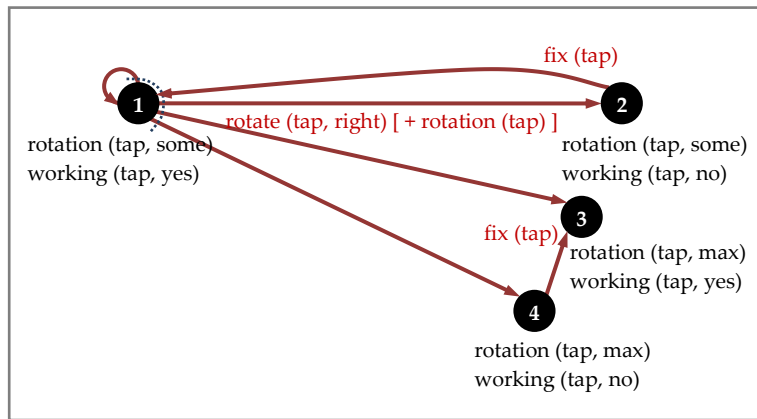 fix (tap)
1
2
rotate (tap, right) [ + rotation (tap) ]
rotation (tap, some)
working (tap, yes)
rotation (tap, some)
working (tap, no)
3
fix (tap)
rotation (tap, max)
working (tap, yes)
4
rotation (tap, max)
working (tap, no)